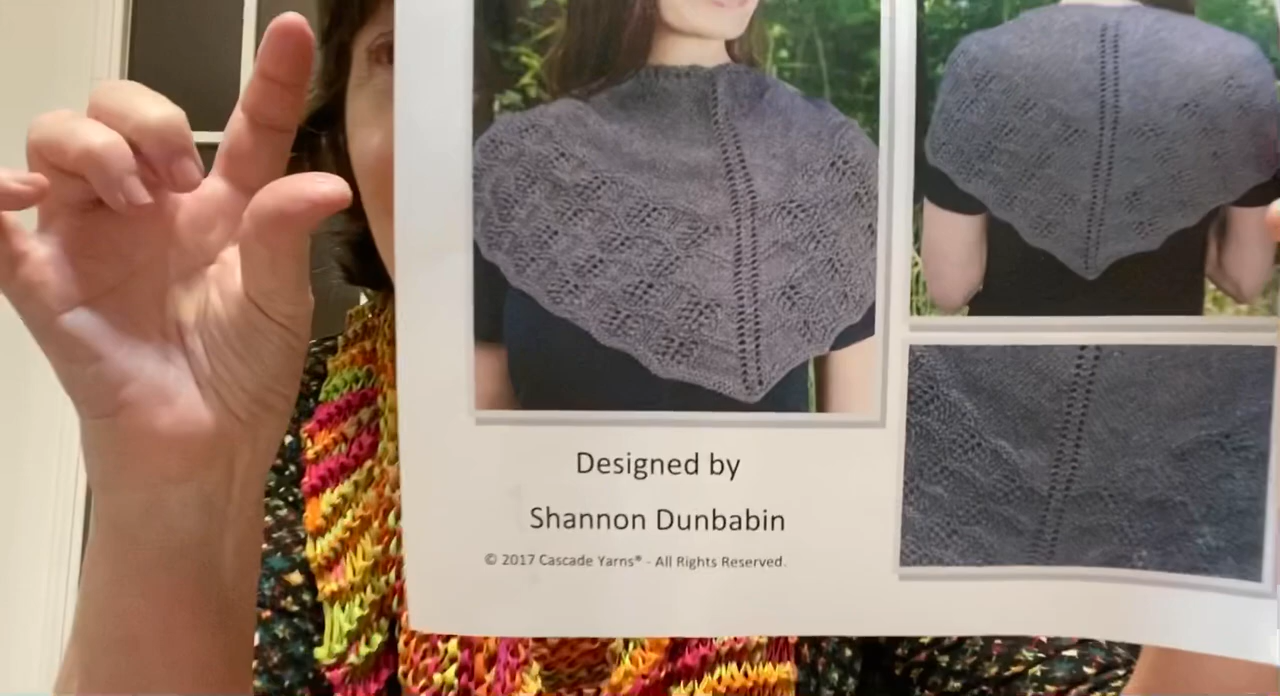 Designed by
Shannon Dunbabin
© 2017 Cascade Yarns® - All Rights Reserved.